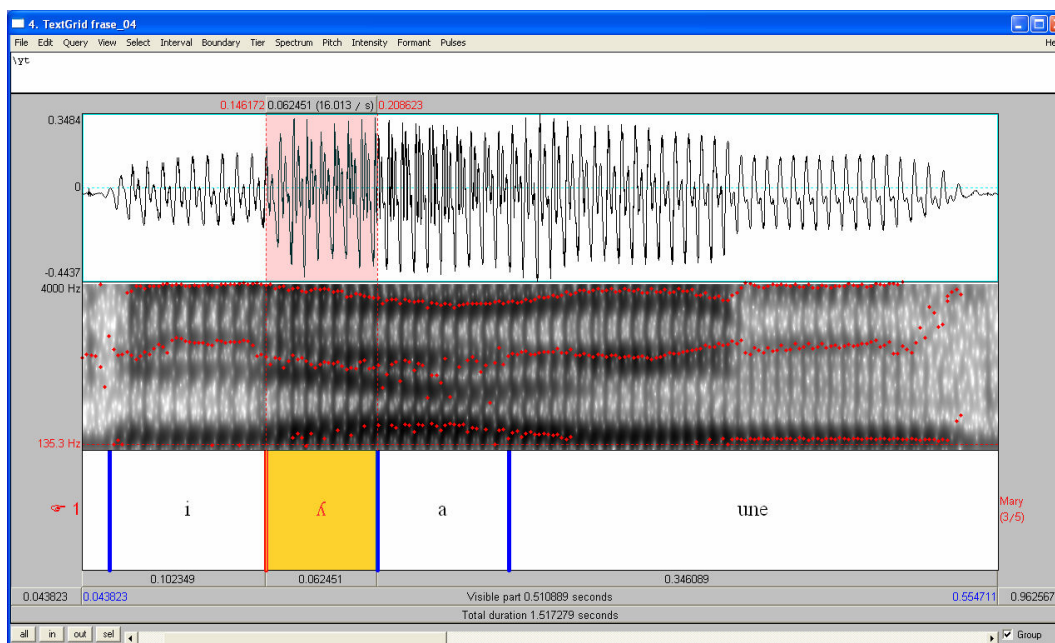 4. TextGrid frase_04
File Edit Query View Select Interval Boundary Tier Spectrum Pitch Intensity Formant Pulses He
\yt
0.146172 0.062451 (16.013 / s) 0.208623
0.3484
0
-0.4437
4000 Hz
135.3 Hz
☞ 1 i ʎ a une Mary
(3/5)
0.102349 0.062451 0.346089
0.043823 0.043823 Visible part 0.510889 seconds 0.554711 0.962567
Total duration 1.517279 seconds
all in out sel Group